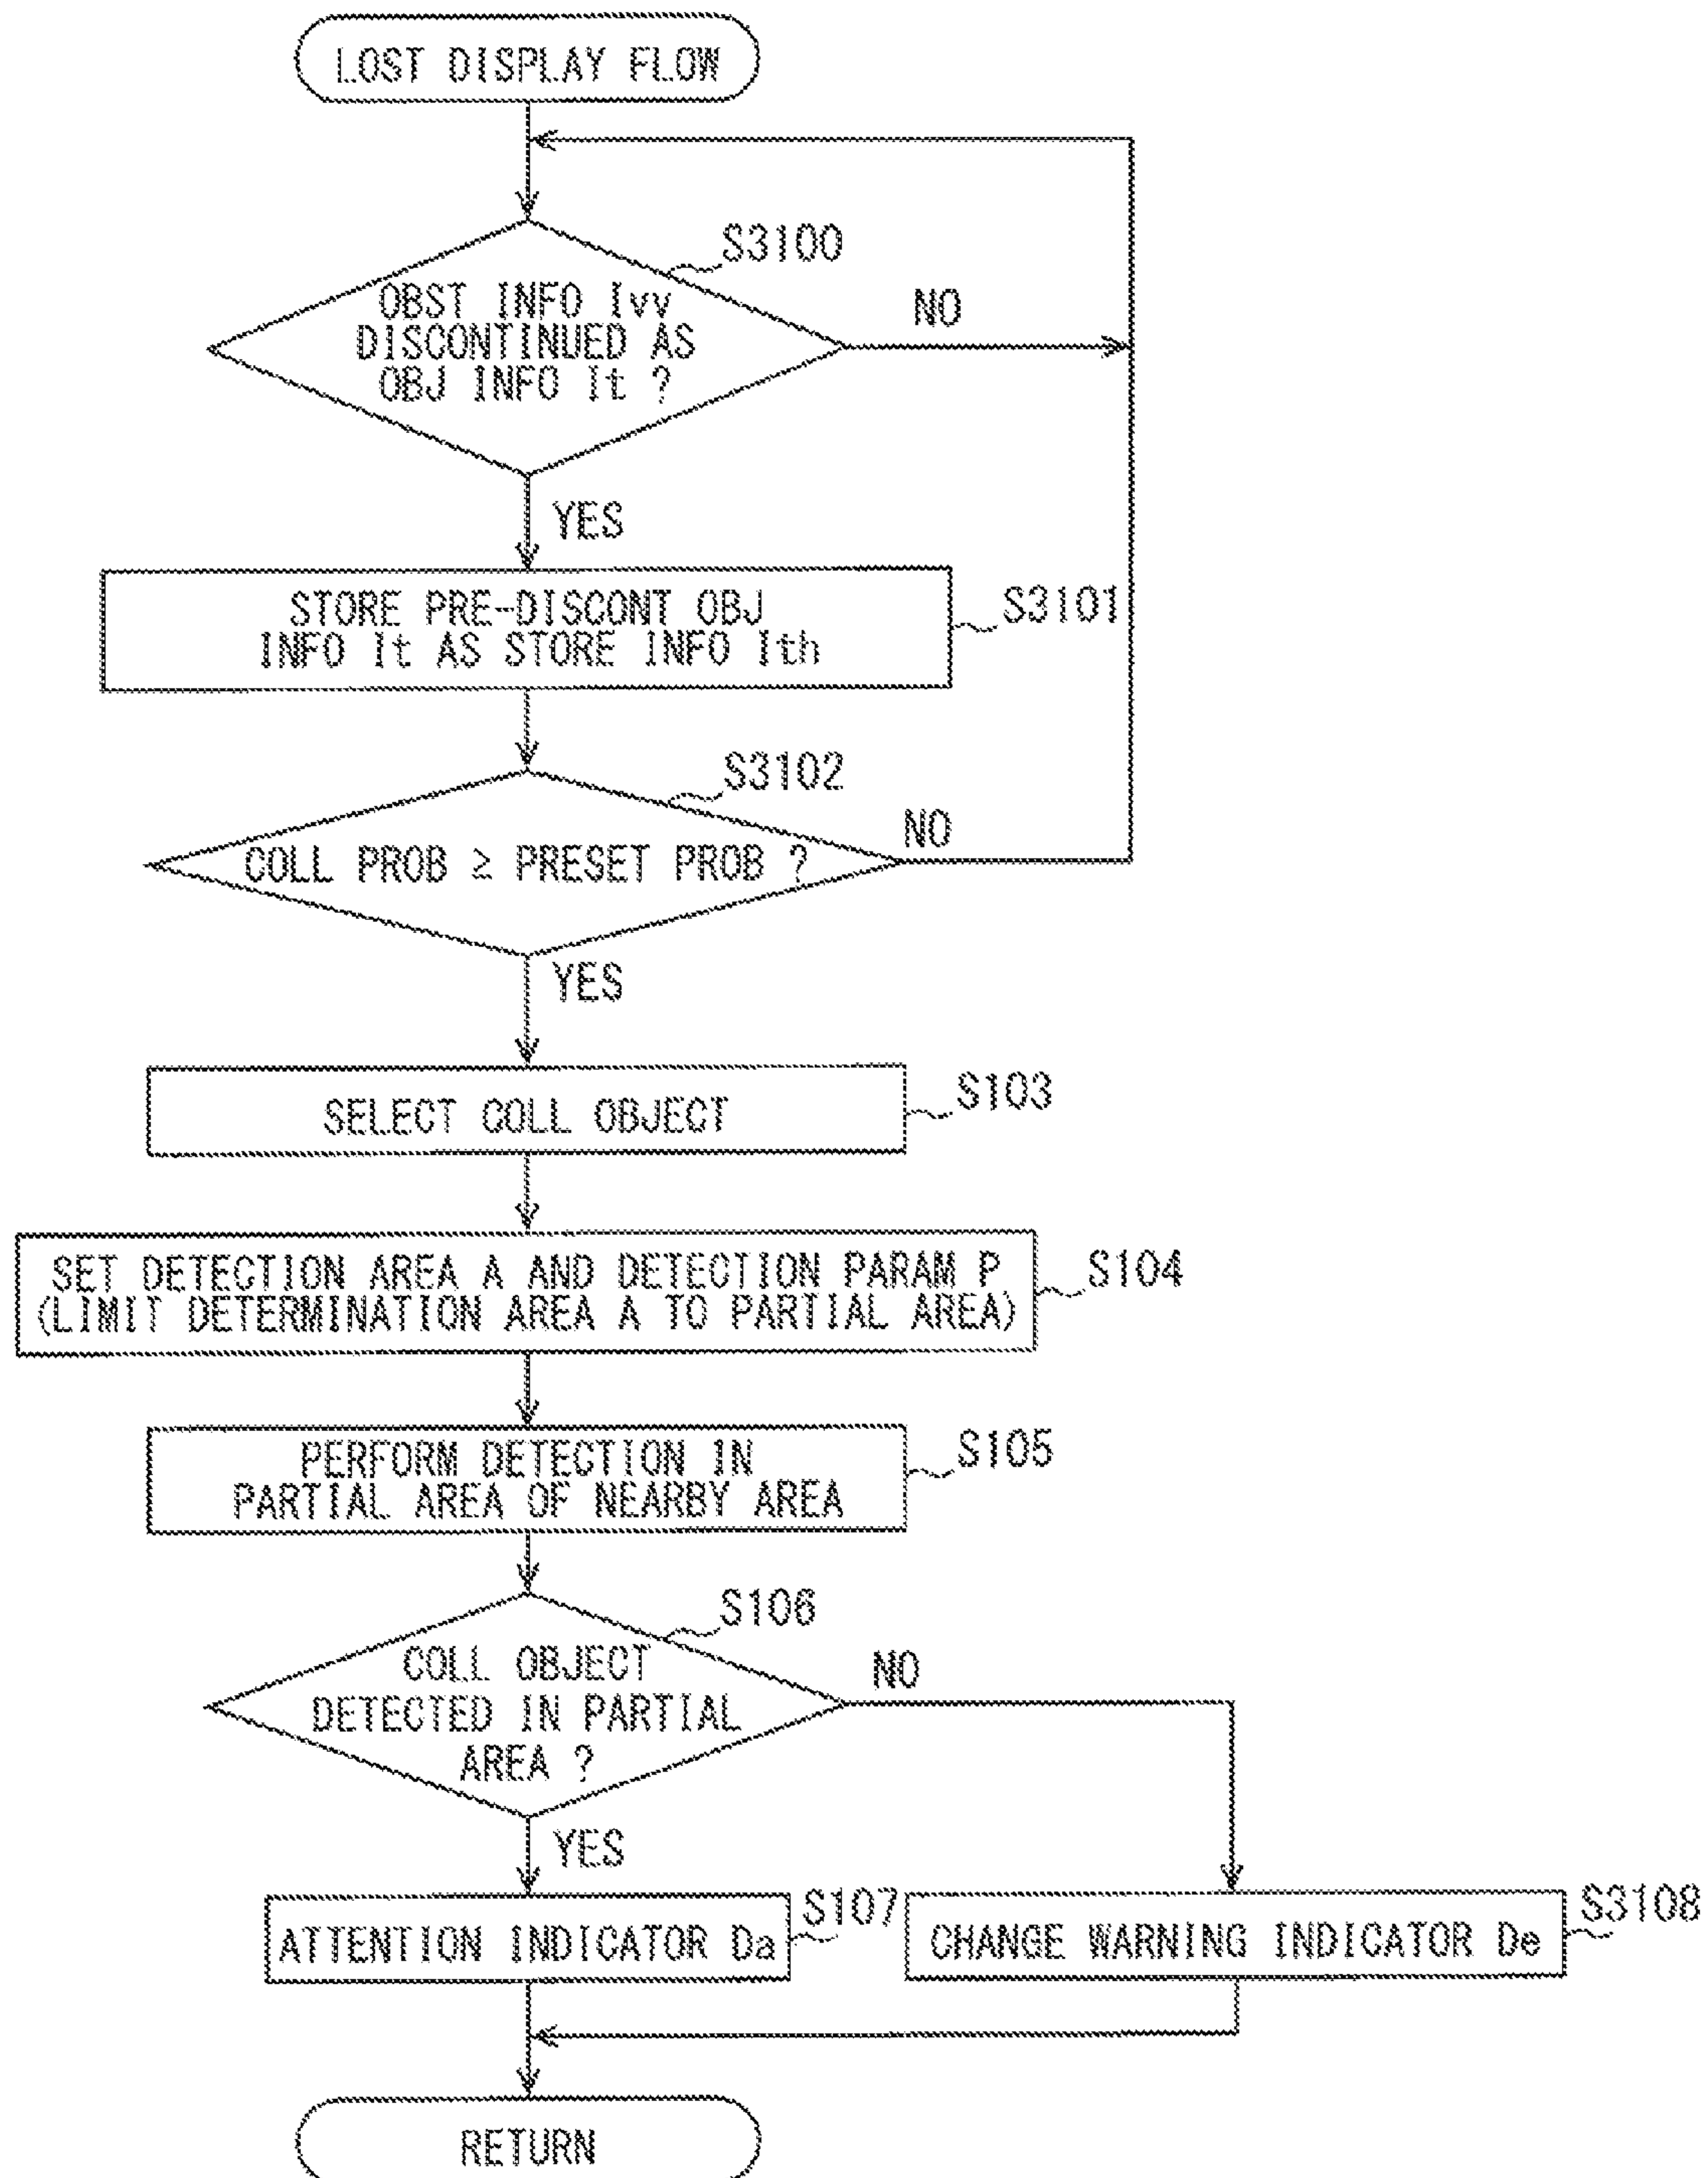 LOST DISPLAY FLOW
S3100
OBST INFO Ivv
DISCONTINUED AS
OBJ INFO It ?
NO
YES
STORE PRE-DISCONT OBJ
INFO It AS STORE INFO Ith
S3101
S3102
COLL PROB ≥ PRESET PROB ?
NO
YES
SELECT COLL OBJECT
S103
SET DETECTION AREA A AND DETECTION PARAM P
(LIMIT DETERMINATION AREA A TO PARTIAL AREA)
S104
PERFORM DETECTION IN
PARTIAL AREA OF NEARBY AREA
S105
S106
COLL OBJECT
DETECTED IN PARTIAL
AREA ?
NO
YES
ATTENTION INDICATOR Da
S107
CHANGE WARNING INDICATOR De
S3108
RETURN